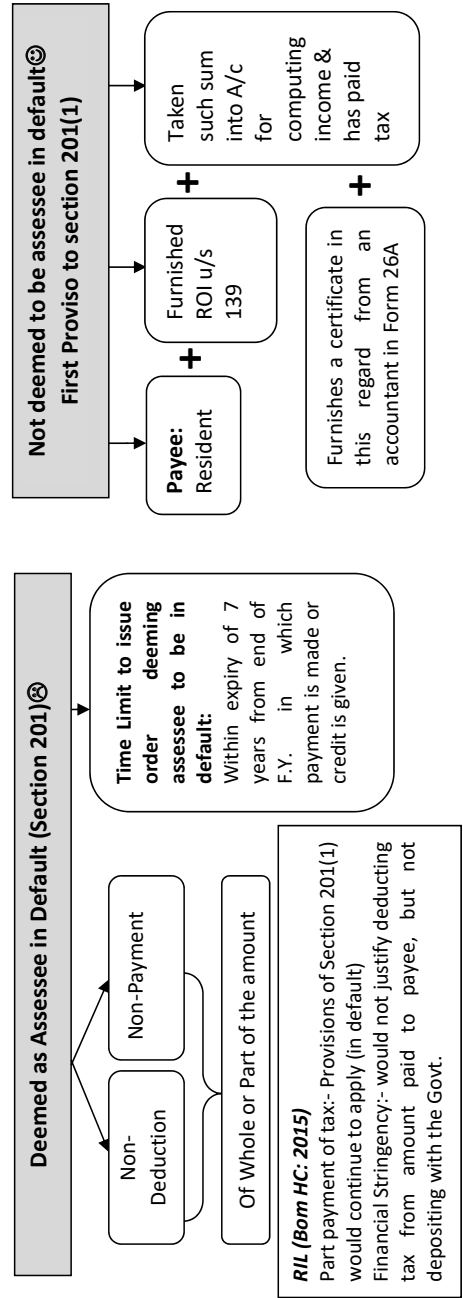 Deemed as Assessee in Default (Section 201)☹
Non-
Deduction
Non-Payment
Of Whole or Part of the amount
Time Limit to issue
order deeming
assessee to be in
default:
Within expiry of 7
years from end of
F.Y. in which
payment is made or
credit is given.
RIL (Bom HC: 2015)
Part payment of tax:- Provisions of Section 201(1)
would continue to apply (in default)
Financial Stringency:- would not justify deducting
tax from amount paid to payee, but not
depositing with the Govt.
Not deemed to be assessee in default☺
First Proviso to section 201(1)
Payee:
Resident
+
Furnished
ROI u/s
139
+
Taken
such sum
into A/c
for
computing
income &
has paid
tax
+
Furnishes a certificate in
this regard from an
accountant in Form 26A